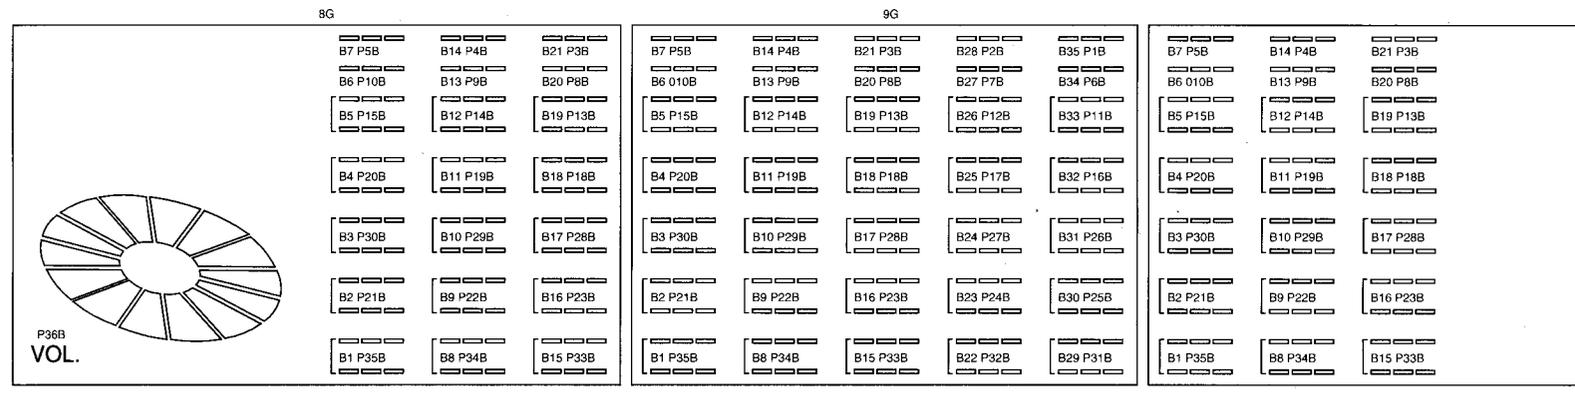 8G 9G
B7 P5B B14 P4B B21 P3B B7 P5B B14 P4B B21 P3B B28 P2B B35 P1B B7 P5B B14 P4B B21 P3B
B6 P10B B13 P9B B20 P8B B6 010B B13 P9B B20 P8B B27 P7B B34 P6B B6 010B B13 P9B B20 P8B
B5 P15B B12 P14B B19 P13B B5 P15B B12 P14B B19 P13B B26 P12B B33 P11B B5 P15B B12 P14B B19 P13B
B4 P20B B11 P19B B18 P18B B4 P20B B11 P19B B18 P18B B25 P17B B32 P16B B4 P20B B11 P19B B18 P18B
B3 P30B B10 P29B B17 P28B B3 P30B B10 P29B B17 P28B B24 P27B B31 P26B B3 P30B B10 P29B B17 P28B
B2 P21B B9 P22B B16 P23B B2 P21B B9 P22B B16 P23B B23 P24B B30 P25B B2 P21B B9 P22B B16 P23B
P36B
VOL. B1 P35B B8 P34B B15 P33B B1 P35B B8 P34B B15 P33B B22 P32B B29 P31B B1 P35B B8 P34B B15 P33B